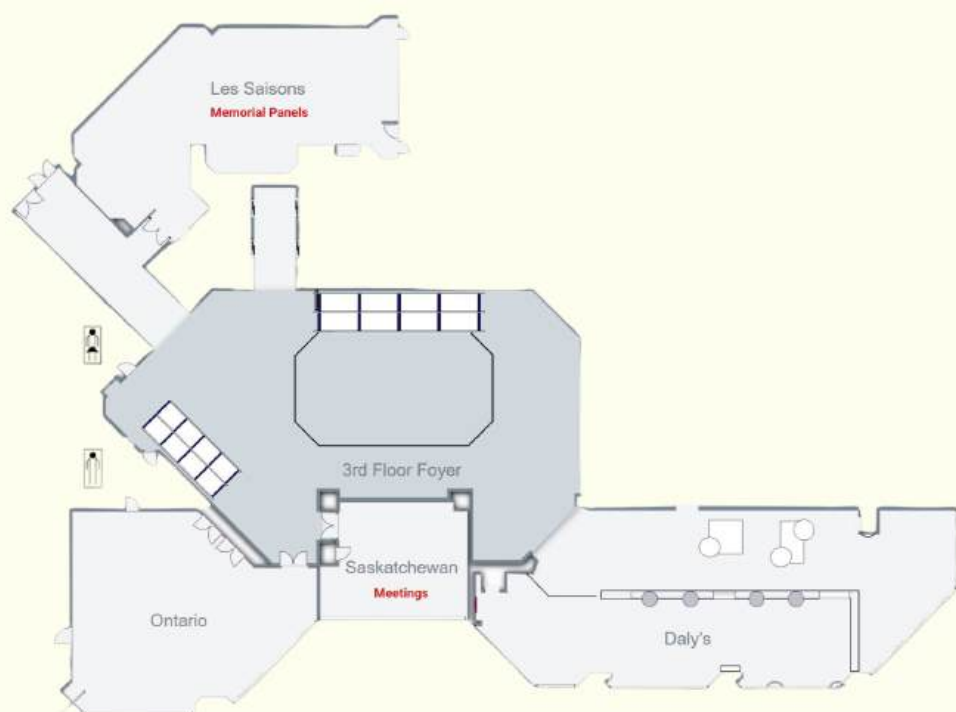 Les Saisons
Memorial Panels
3rd Floor Foyer
Saskatchewan
Meetings
Ontario
Daly's